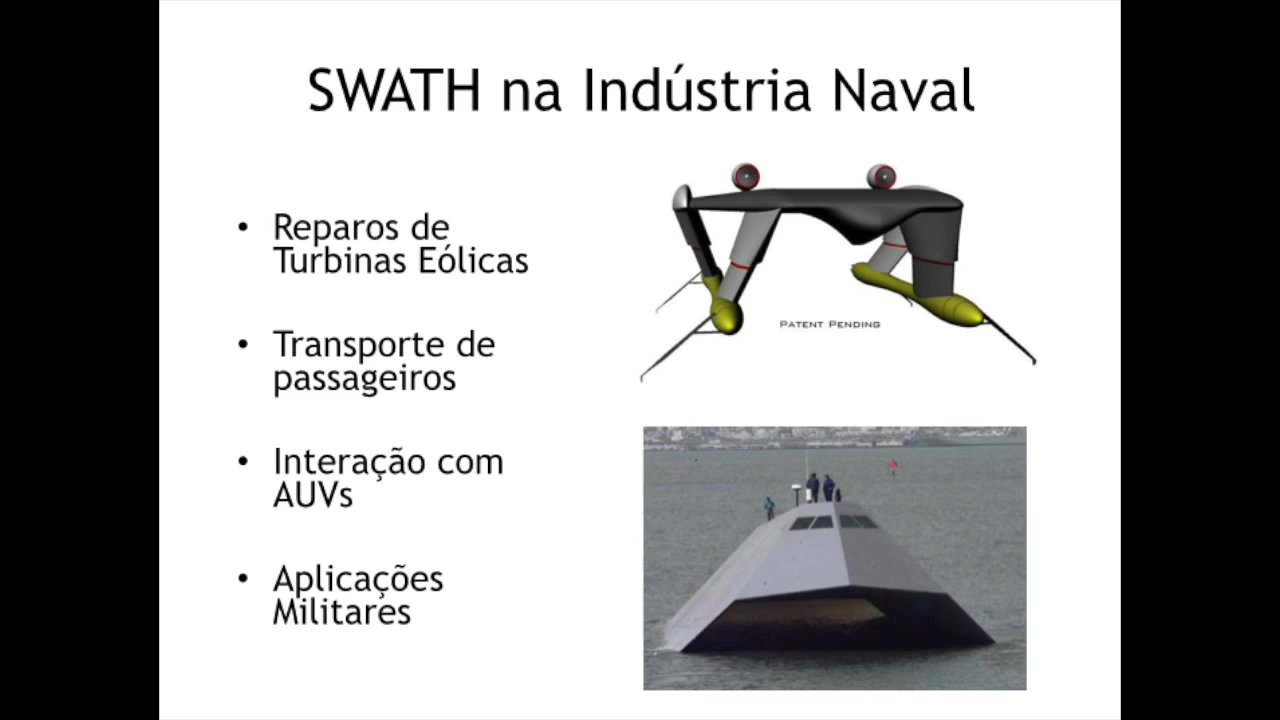 SWATH na Indústria Naval
• Reparos de
Turbinas Eólicas
• Transporte de
passageiros
• Interação com
AUVs
• Aplicações
Militares
PATENT PENDING